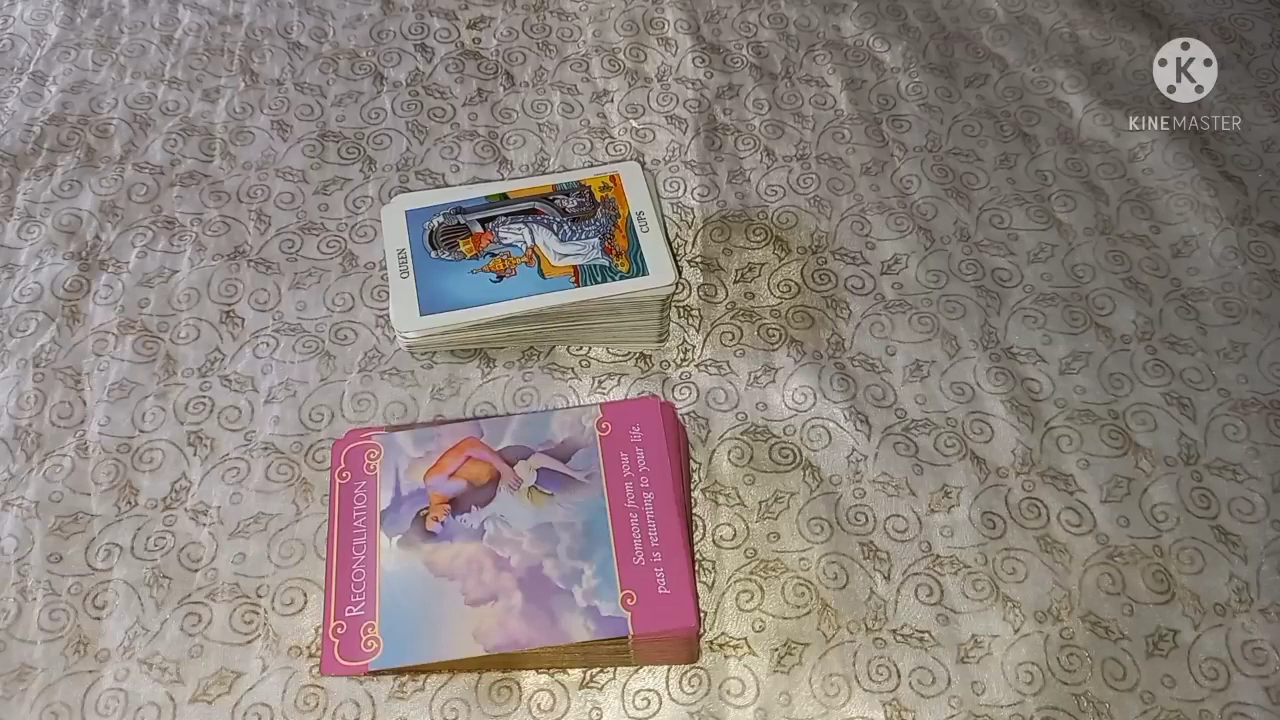 K
KINEMASTER
QUEEN
CUPS
RECONCILIATION
Someone from your
past is returning to your life.